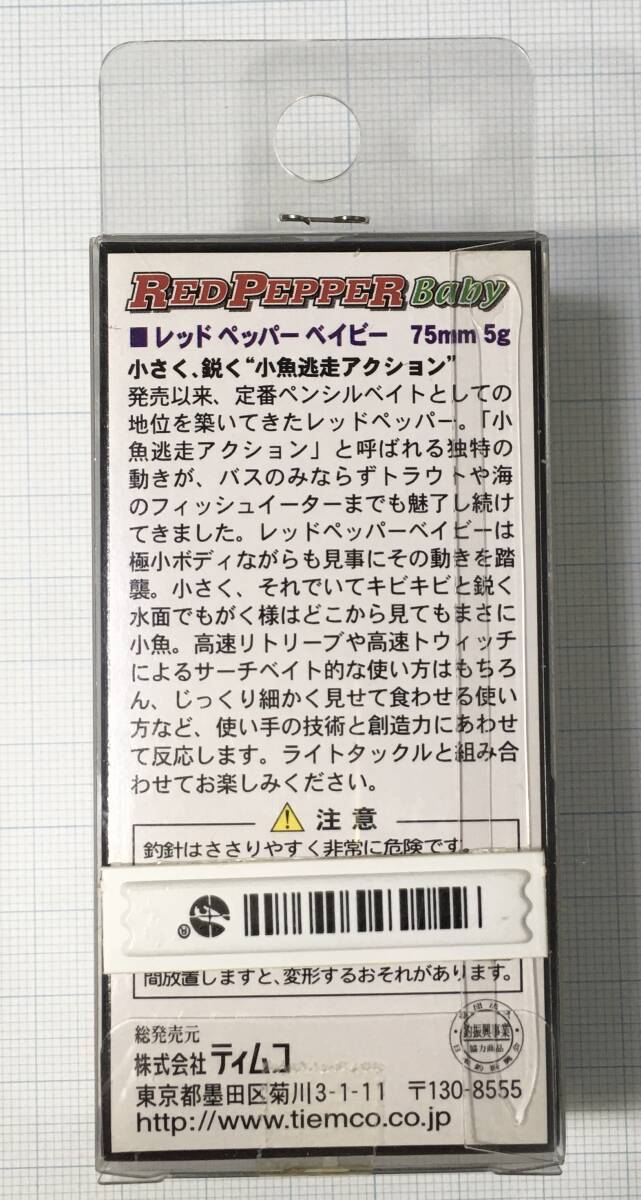 RED PEPPER Baby
■レッド ペッパー ベイビー 75mm 5g
小さく、鋭く“小魚逃走アクション”
発売以来、定番ペンシルベイトとしての
地位を築いてきたレッドペッパー。「小
魚逃走アクション」と呼ばれる独特の
動きが、バスのみならずトラウトや海
のフィッシュイーターまでも魅了し続け
てきました。レッドペッパーベイビーは
極小ボディながらも見事にその動きを踏
襲。小さく、それでいてキビキビと鋭く
水面でもがく様はどこから見てもまさに
小魚。高速リトリーブや高速トウィッチ
によるサーチベイト的な使い方はもちろ
ん、じっくり細かく見せて食わせる使い
方など、使い手の技術と創造力にあわせ
て反応します。ライトタックルと組み合
わせてお楽しみください。
注意
釣針はささりやすく非常に危険です。
®
間放置しますと、変形するおそれがあります。
釣振興事業
協力商品
総発売元
株式会社 ティムコ
東京都墨田区菊川3-1-11 〒130-8555
http://www.tiemco.co.jp